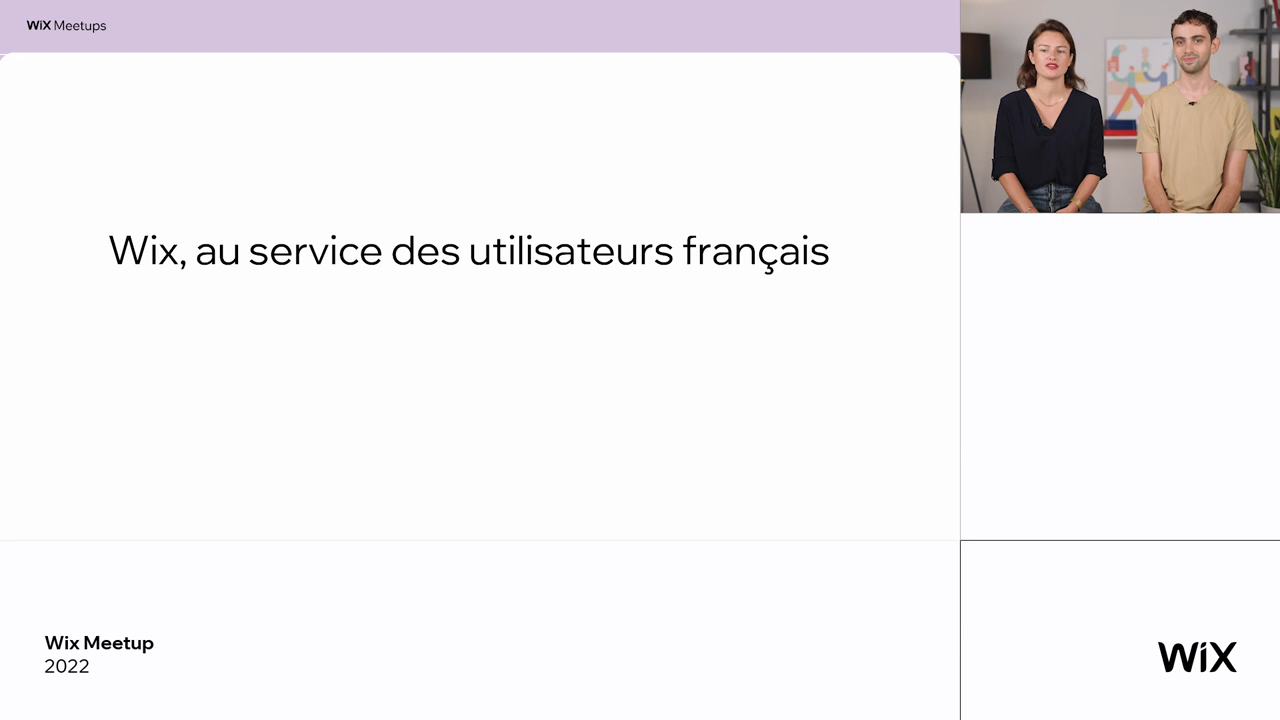 WiX Meetups
Wix, au service des utilisateurs français
Wix Meetup
2022
WiX